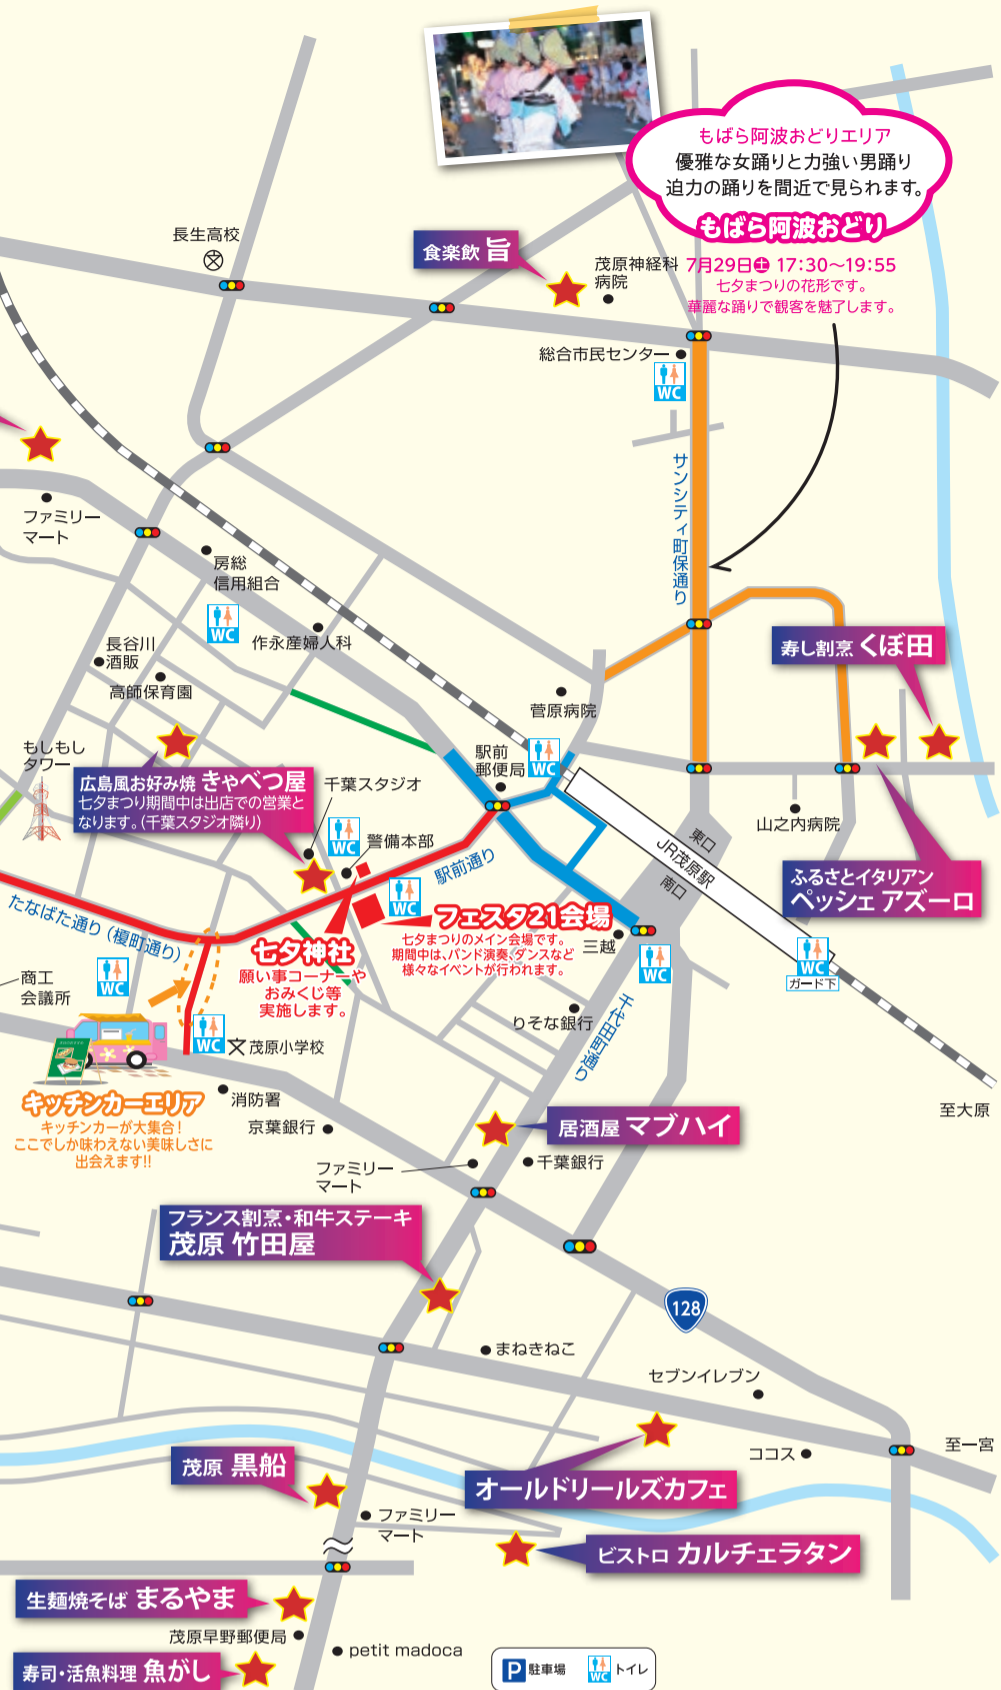 もばら阿波おどりエリア
優雅な女踊りと力強い男踊り
迫力の踊りを間近で見られます。
もばら阿波おどり
7月29日土 17:30～19:55
七夕まつりの花形です。
華麗な踊りで観客を魅了します。
長生高校
食楽飲 旨
茂原神経科
病院
総合市民センター
WC
サンシティ町保通り
ファミリー
マート
房総
信用組合
WC
作永産婦人科
長谷川
酒販
高師保育園
寿し割烹 くぼ田
菅原病院
もしもし
タワー
駅前
郵便局
WC
広島風お好み焼 きゃべつ屋
七夕まつり期間中は出店での営業と
なります。(千葉スタジオ隣り)
千葉スタジオ
WC
警備本部
山之内病院
東口
JR茂原駅
南口
駅前通り
WC
ふるさとイタリアン
ペッシェ アズーロ
たなばた通り(榎町通り)
フェスタ21会場
七夕まつりのメイン会場です。
期間中は、バンド演奏、ダンスなど
様々なイベントが行われます。
七夕神社
願い事コーナーや
おみくじ等
実施します。
三越
WC
WC
ガード下
商工
会議所
WC
りそな銀行
千代田町通り
WC
文 茂原小学校
キッチンカーエリア
キッチンカーが大集合！
ここでしか味わえない美味しさに
出会えます!!
消防署
京葉銀行
至大原
居酒屋 マブハイ
ファミリー
マート
千葉銀行
フランス割烹・和牛ステーキ
茂原 竹田屋
128
まねきねこ
セブンイレブン
ココス
至一宮
茂原 黒船
オールドリールズカフェ
ファミリー
マート
ビストロ カルチェラタン
生麺焼そば まるやま
茂原早野郵便局
petit madoca
寿司・活魚料理 魚がし
P 駐車場
WC トイレ